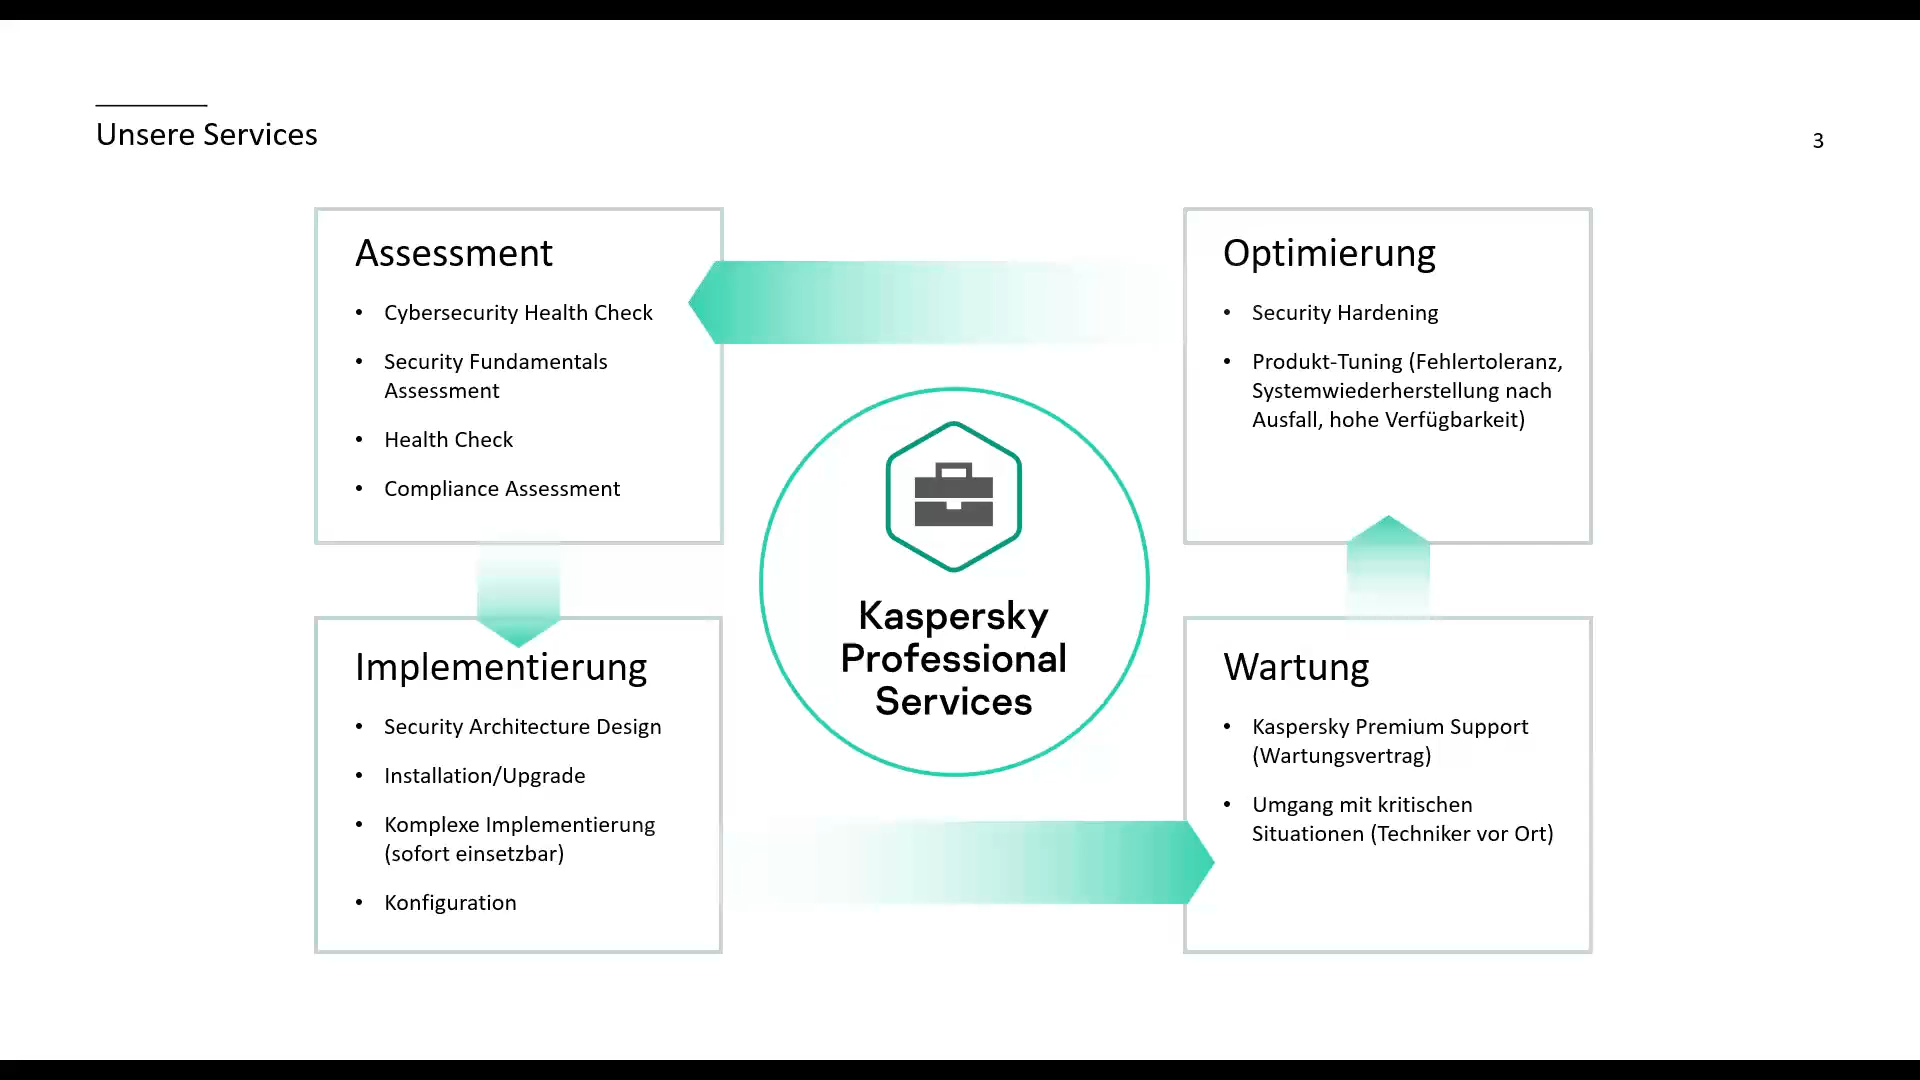 Unsere Services
3
Assessment
• Cybersecurity Health Check
• Security Fundamentals
Assessment
• Health Check
• Compliance Assessment
Optimierung
• Security Hardening
• Produkt-Tuning (Fehlertoleranz,
Systemwiederherstellung nach
Ausfall, hohe Verfügbarkeit)
Kaspersky
Professional
Services
Implementierung
• Security Architecture Design
• Installation/Upgrade
• Komplexe Implementierung
(sofort einsetzbar)
• Konfiguration
Wartung
• Kaspersky Premium Support
(Wartungsvertrag)
• Umgang mit kritischen
Situationen (Techniker vor Ort)